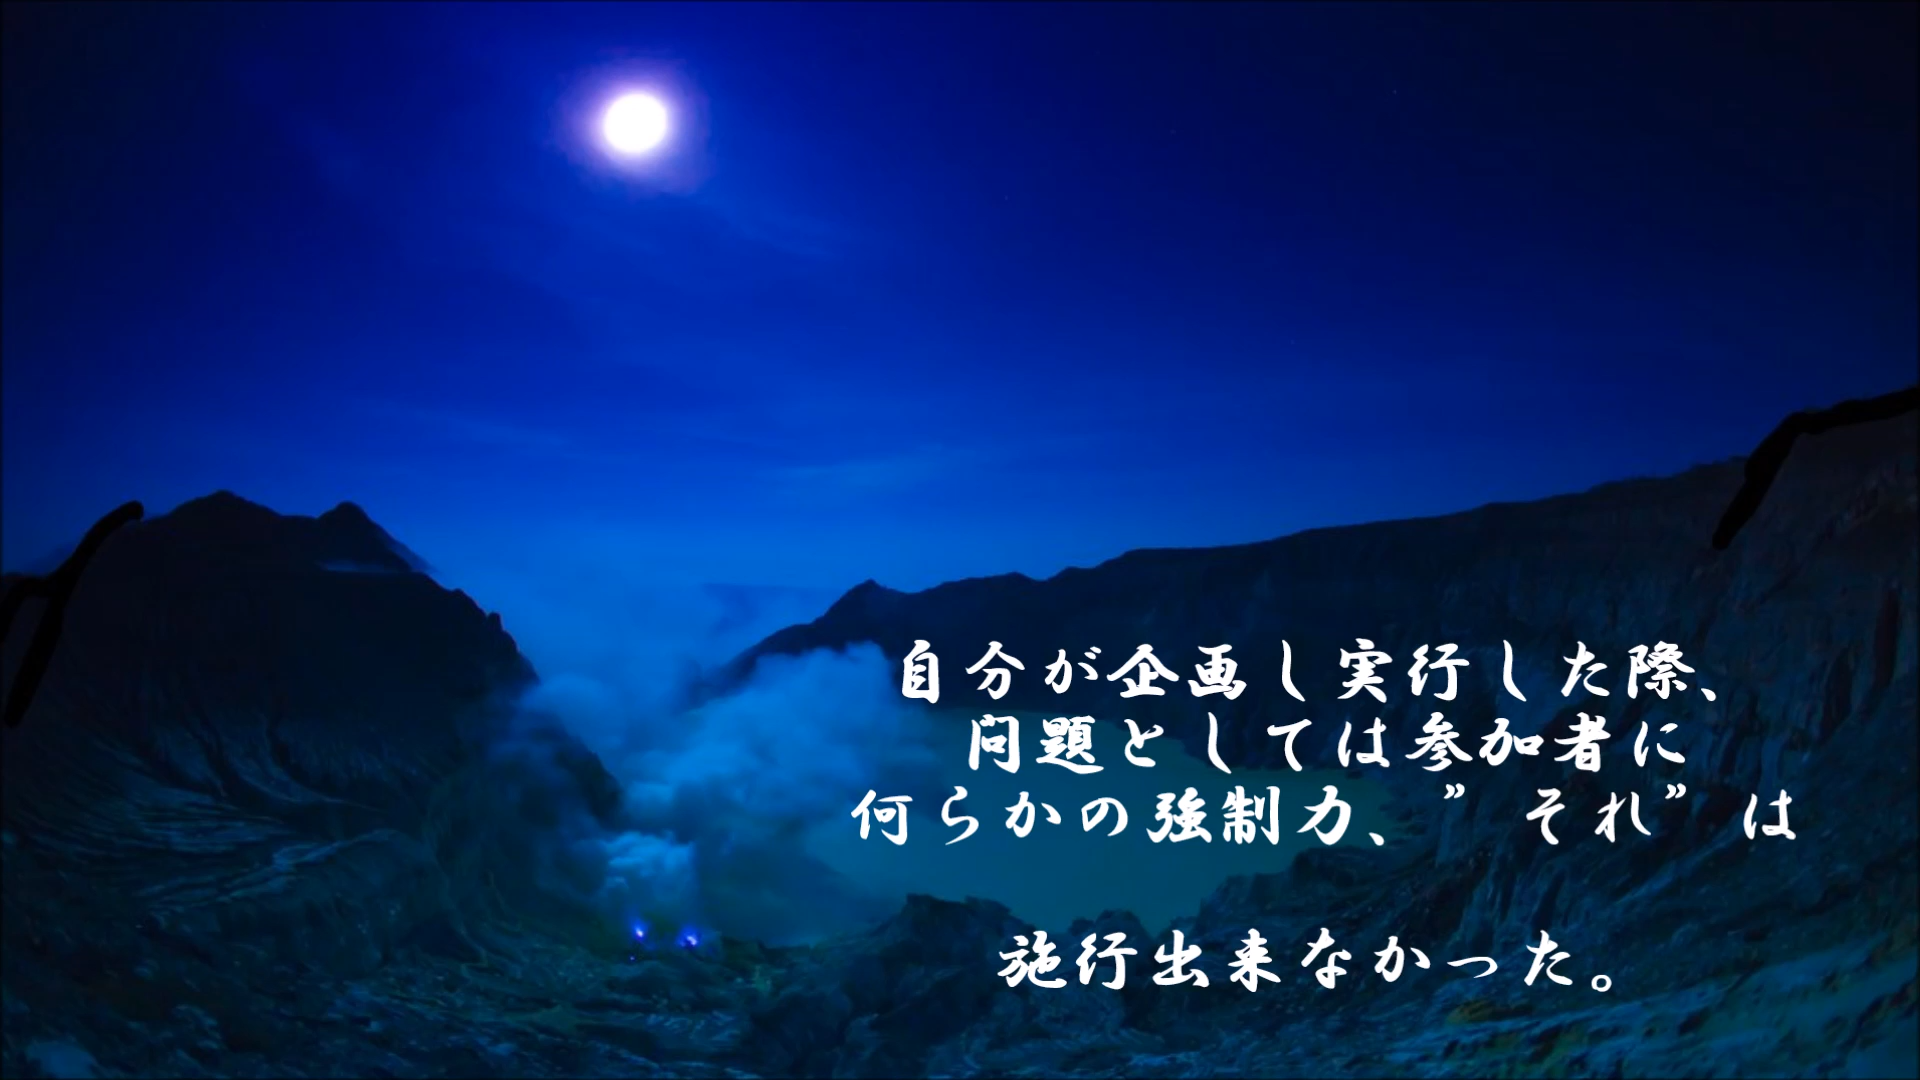 自分が企画し実行した際、
問題としては参加者に
何らかの強制力、”それ”は
施行出来なかった。